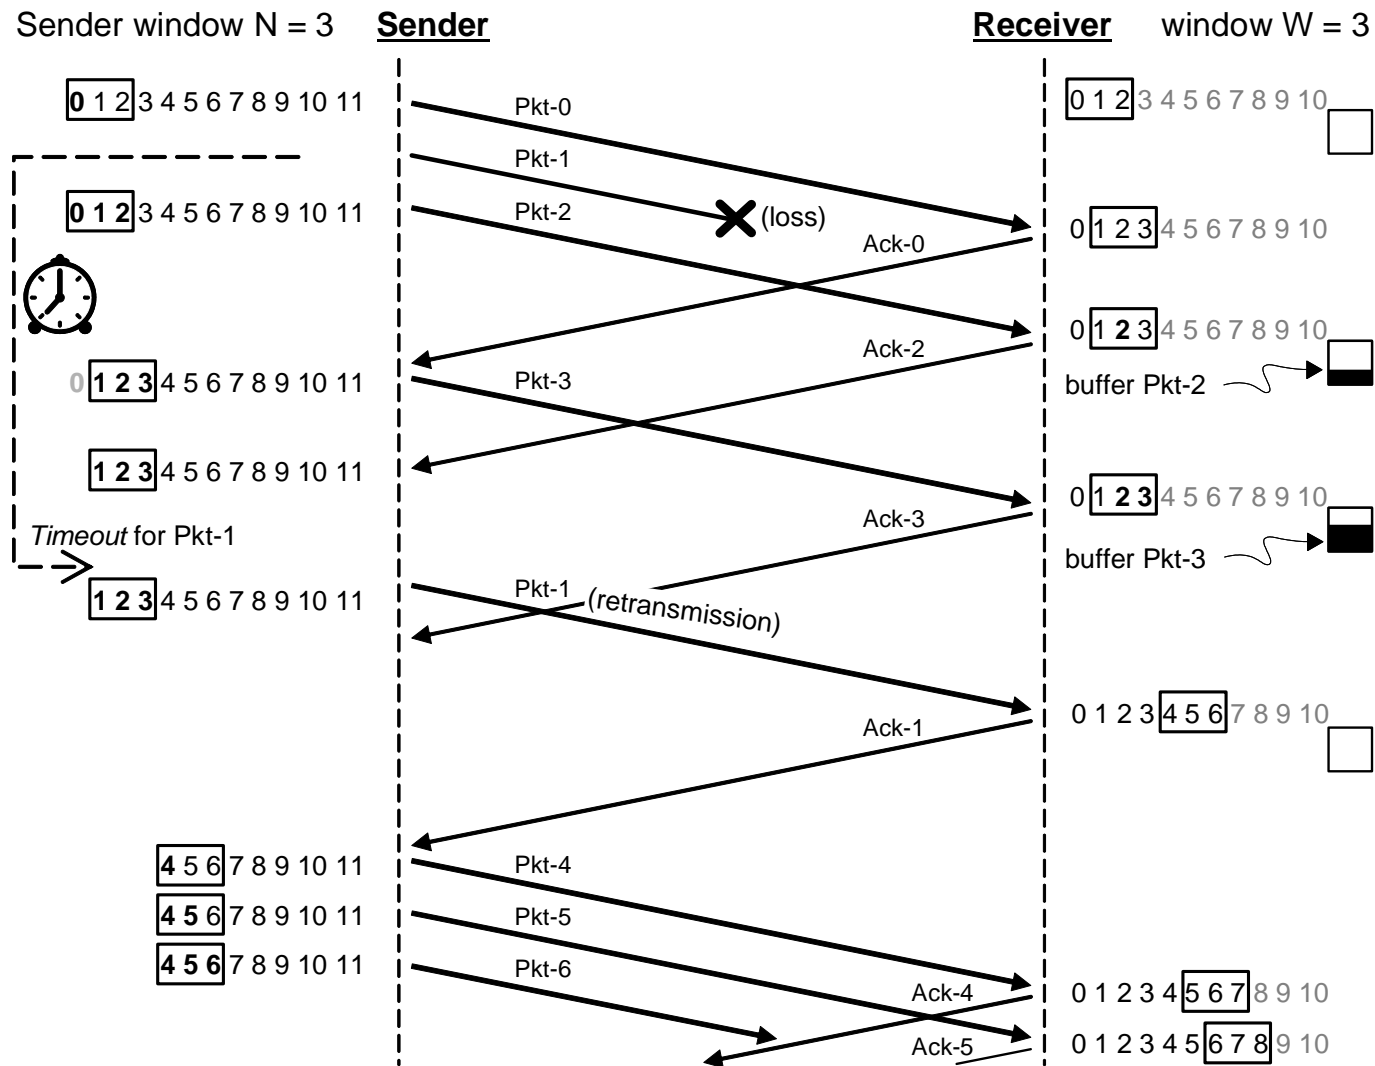 Sender window N = 3 Sender Receiver window W = 3
0 1 2 3 4 5 6 7 8 9 10 11 Pkt-0 0 1 2 3 4 5 6 7 8 9 10
Pkt-1
0 1 2 3 4 5 6 7 8 9 10 11 Pkt-2 (loss) 0 1 2 3 4 5 6 7 8 9 10
Ack-0
0 1 2 3 4 5 6 7 8 9 10
Ack-2
0 1 2 3 4 5 6 7 8 9 10 11 Pkt-3 buffer Pkt-2
1 2 3 4 5 6 7 8 9 10 11
0 1 2 3 4 5 6 7 8 9 10
Ack-3
Timeout for Pkt-1
buffer Pkt-3
1 2 3 4 5 6 7 8 9 10 11 Pkt-1 (retransmission)
0 1 2 3 4 5 6 7 8 9 10
Ack-1
4 5 6 7 8 9 10 11 Pkt-4
4 5 6 7 8 9 10 11 Pkt-5
4 5 6 7 8 9 10 11 Pkt-6
Ack-4 0 1 2 3 4 5 6 7 8 9 10
Ack-5 0 1 2 3 4 5 6 7 8 9 10